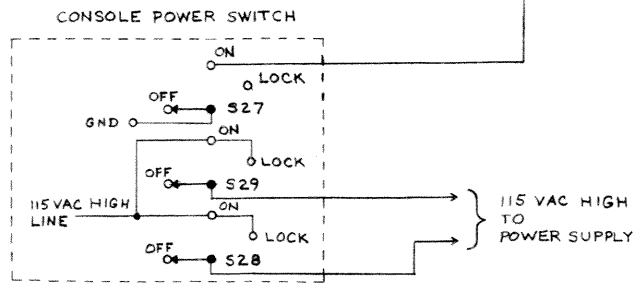 CONSOLE POWER SWITCH
ON
LOCK
OFF
S27
GND
ON
LOCK
OFF
S29
115 VAC HIGH
LINE
ON
LOCK
OFF
S28
115 VAC HIGH
TO
POWER SUPPLY